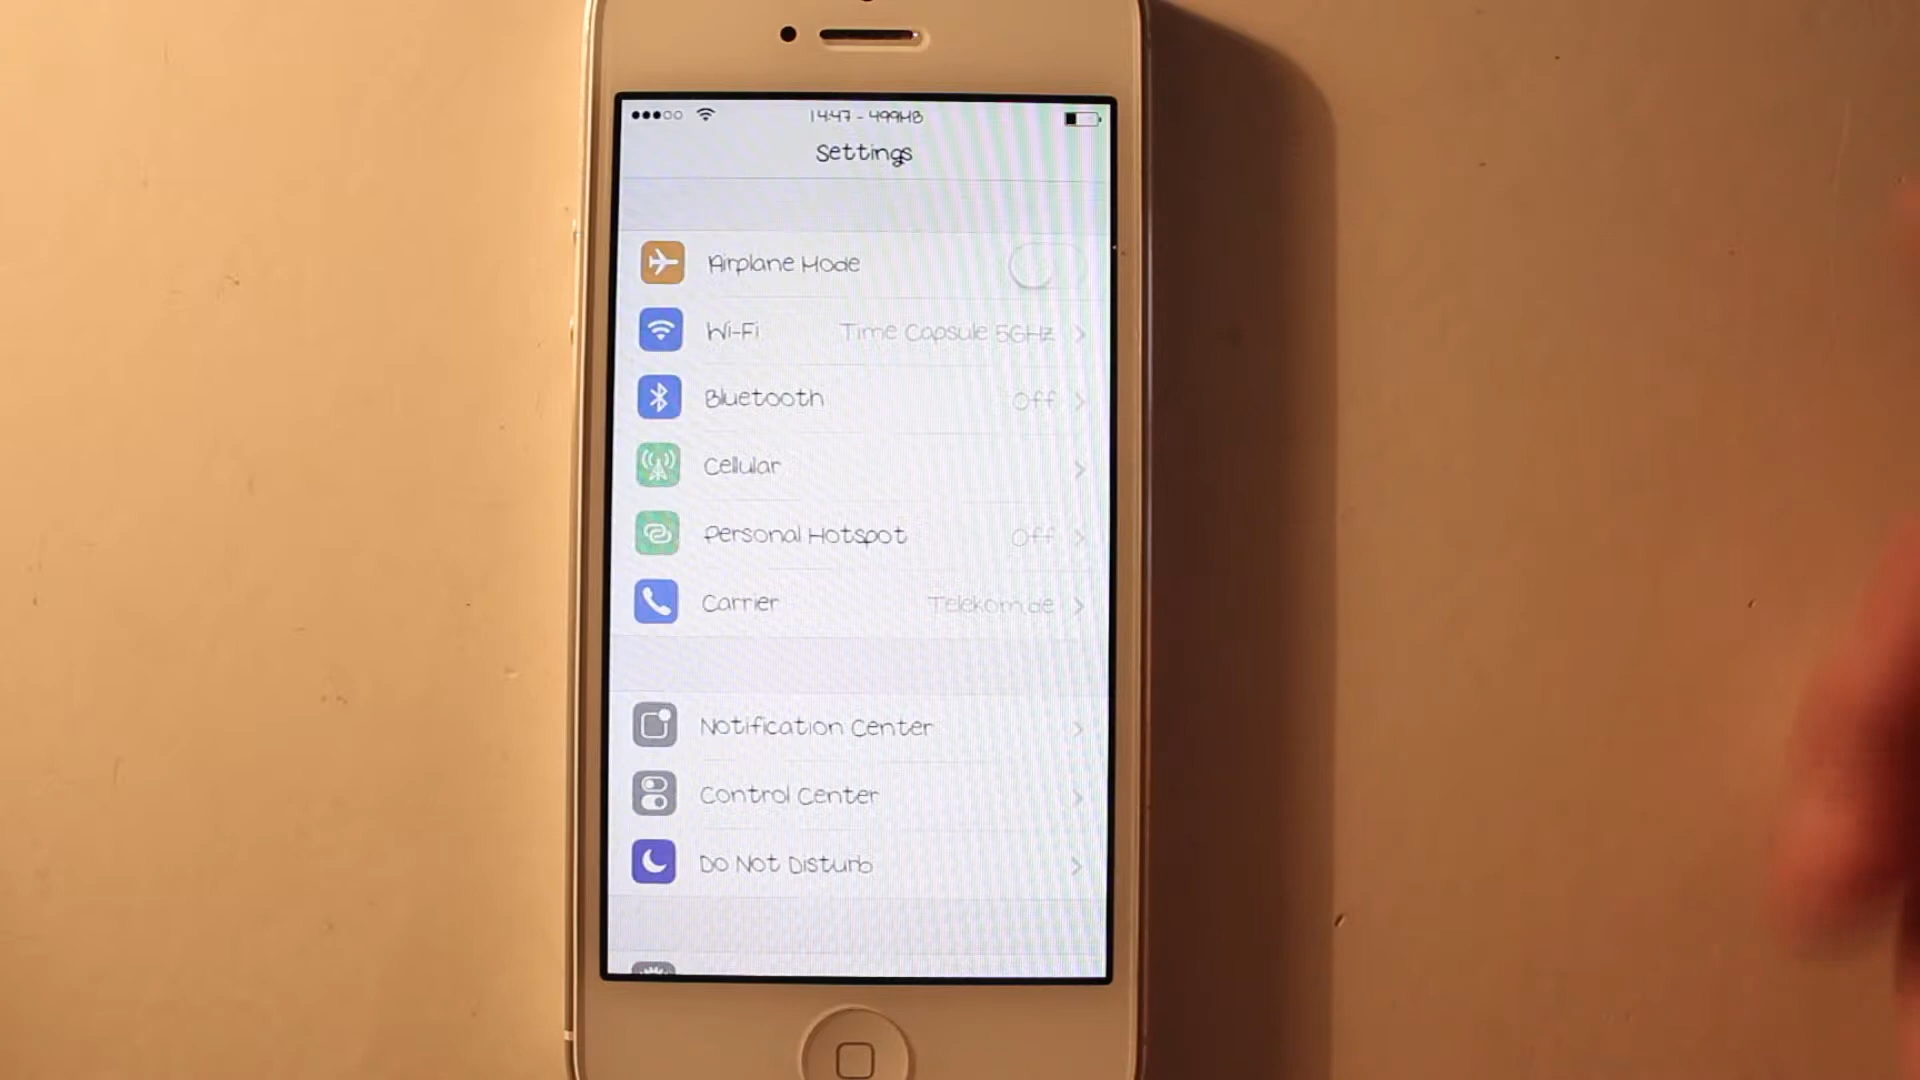 14:47 - 499MB
Settings
Airplane Mode
Wi-Fi Time Capsule 5GHz
Bluetooth Off
Cellular
Personal Hotspot Off
Carrier Telekom.de
Notification Center
Control Center
Do Not Disturb